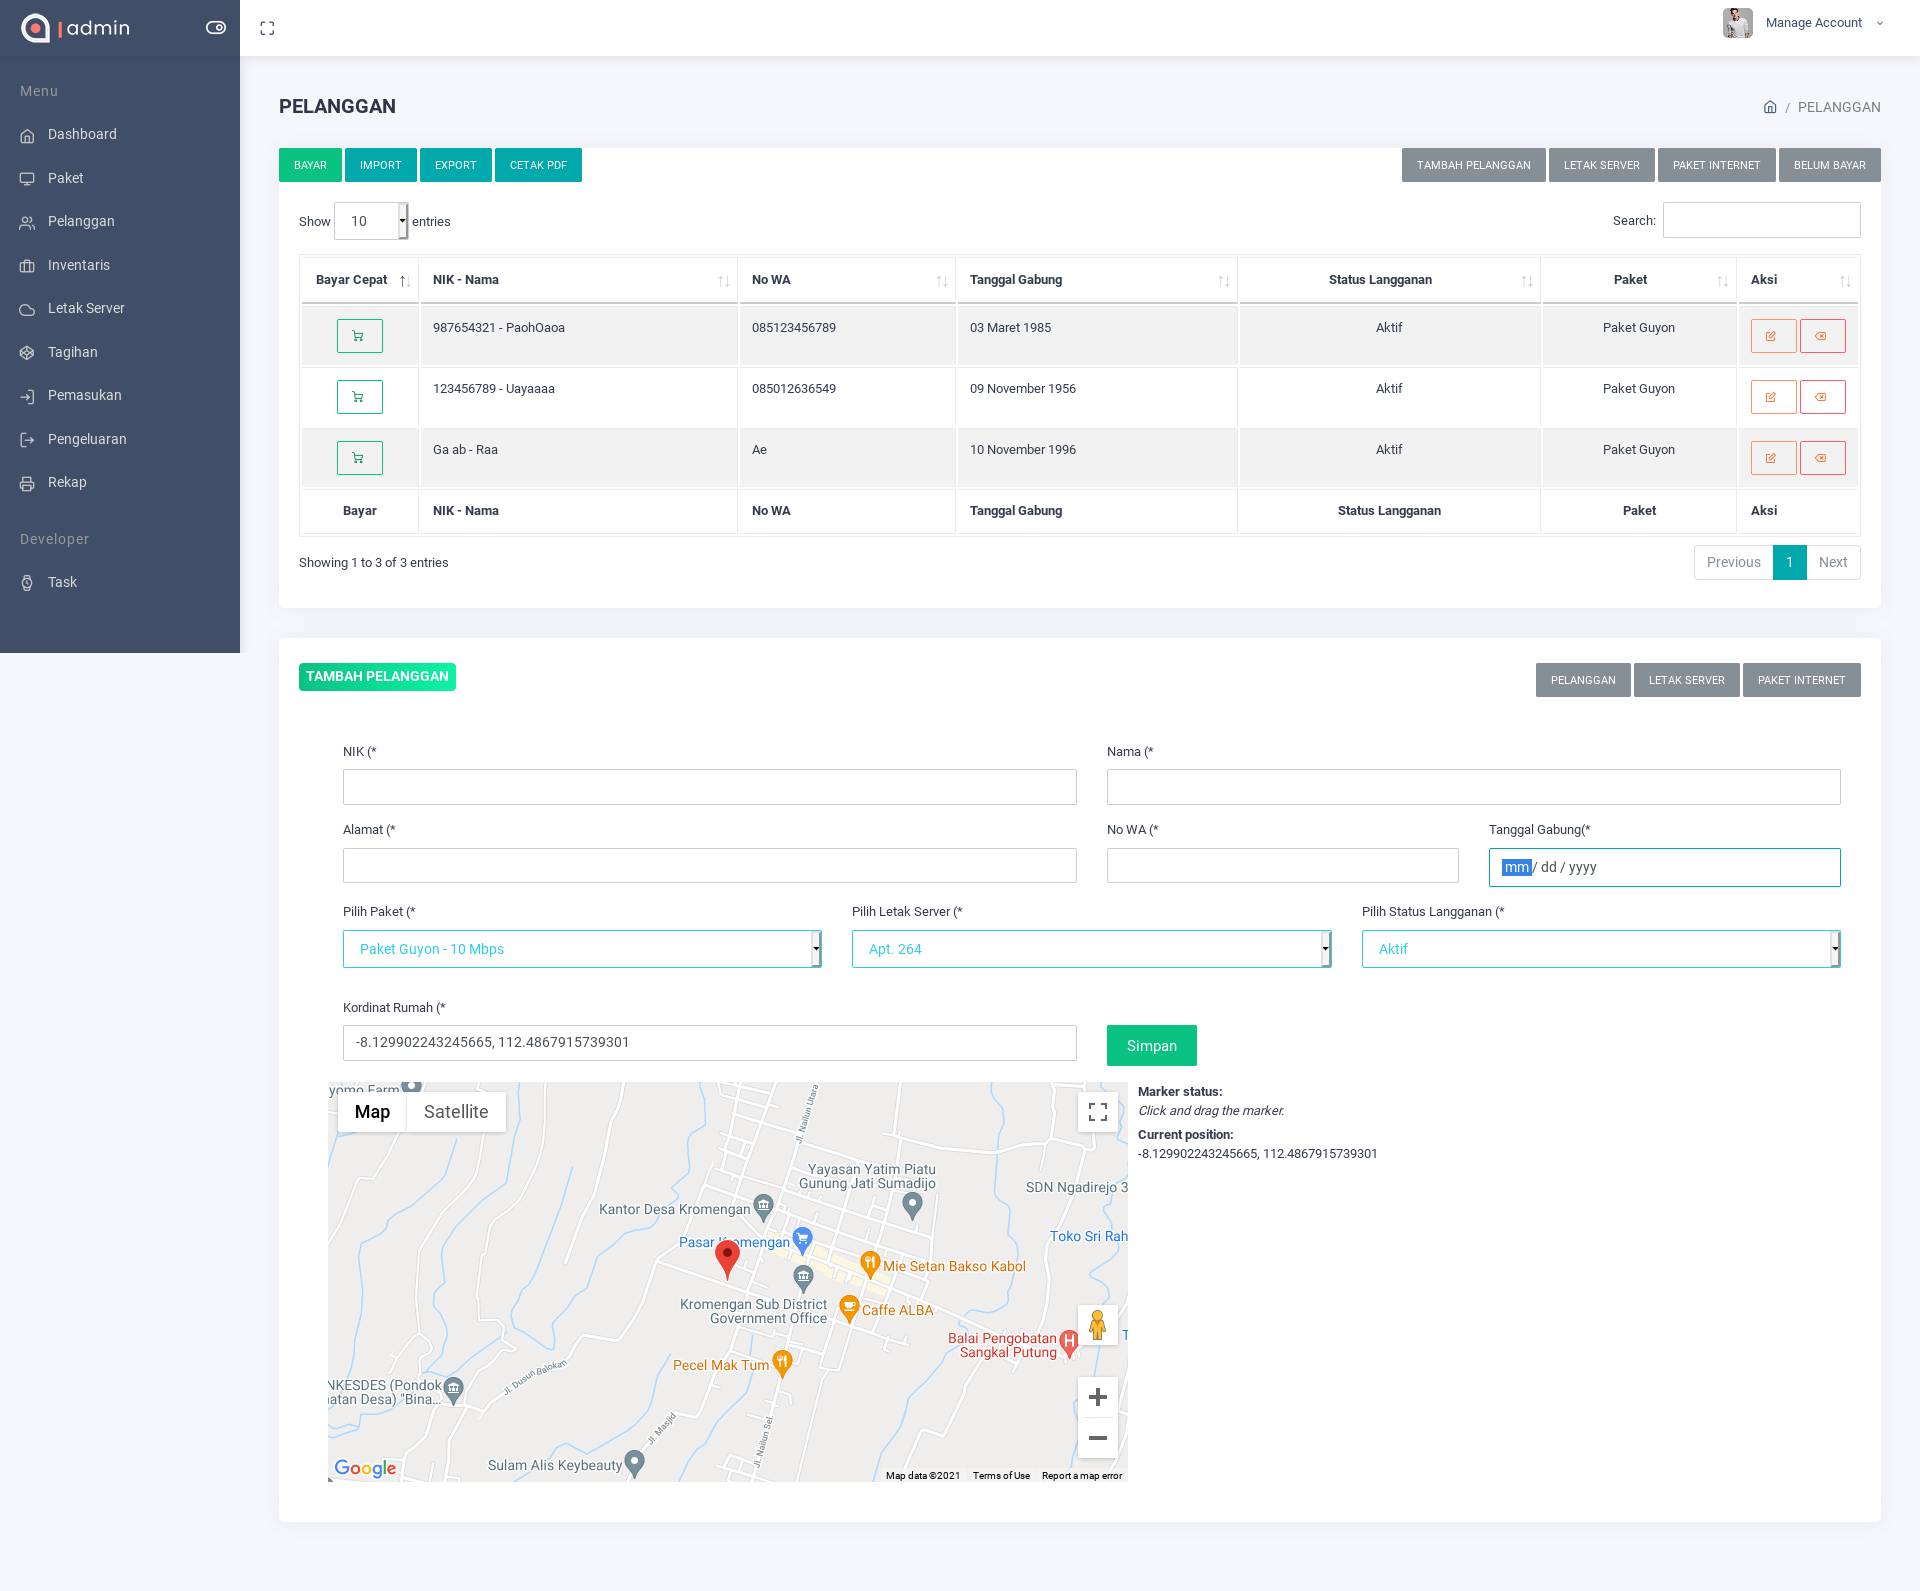 admin
Manage Account
Menu
Dashboard
Paket
Pelanggan
Inventaris
Letak Server
Tagihan
Pemasukan
Pengeluaran
Rekap
Developer
Task
PELANGGAN
/ PELANGGAN
BAYAR IMPORT EXPORT CETAK PDF TAMBAH PELANGGAN LETAK SERVER PAKET INTERNET BELUM BAYAR
Show 10 entries Search:
Bayar Cepat NIK - Nama No WA Tanggal Gabung Status Langganan Paket Aksi
987654321 - PaohOaoa 085123456789 03 Maret 1985 Aktif Paket Guyon
123456789 - Uayaaaa 085012636549 09 November 1956 Aktif Paket Guyon
Ga ab - Raa Ae 10 November 1996 Aktif Paket Guyon
Bayar NIK - Nama No WA Tanggal Gabung Status Langganan Paket Aksi
Showing 1 to 3 of 3 entries Previous 1 Next
TAMBAH PELANGGAN PELANGGAN LETAK SERVER PAKET INTERNET
NIK (* Nama (*
Alamat (* No WA (* Tanggal Gabung(*
mm / dd / yyyy
Pilih Paket (* Pilih Letak Server (* Pilih Status Langganan (*
Paket Guyon - 10 Mbps Apt. 264 Aktif
Kordinat Rumah (*
-8.129902243245665, 112.4867915739301 Simpan
yomo Farm
Map Satellite
Jl. Nailun Utara
Yayasan Yatim Piatu
Gunung Jati Sumadijo
SDN Ngadirejo 3
Kantor Desa Kromengan
Toko Sri Rah
Pasar Kromengan
Mie Setan Bakso Kabol
Kromengan Sub District
Government Office
Caffe ALBA
T
Balai Pengobatan
Sangkal Putung
Pecel Mak Tum
Jl. Dusun Balokan
NKESDES (Pondok
natan Desa) "Bina...
Jl. Masjid
Jl. Nailun Sel.
Sulam Alis Keybeauty
Google
Map data ©2021 Terms of Use Report a map error
Marker status:
Click and drag the marker.
Current position:
-8.129902243245665, 112.4867915739301